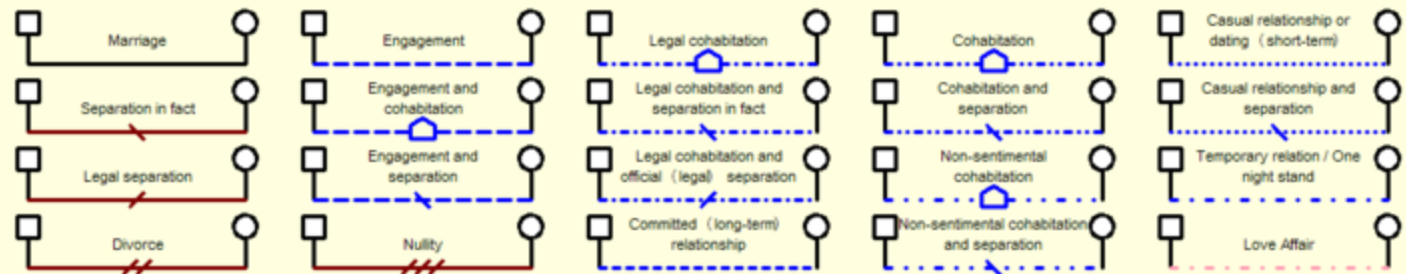 Marriage
Engagement
Legal cohabitation
Cohabitation
Casual relationship or
dating (short-term)
Separation in fact
Engagement and
cohabitation
Legal cohabitation and
separation in fact
Cohabitation and
separation
Casual relationship and
separation
Legal separation
Engagement and
separation
Legal cohabitation and
official (legal) separation
Non-sentimental
cohabitation
Temporary relation / One
night stand
Divorce
Nullity
Committed (long-term)
relationship
Non-sentimental cohabitation
and separation
Love Affair